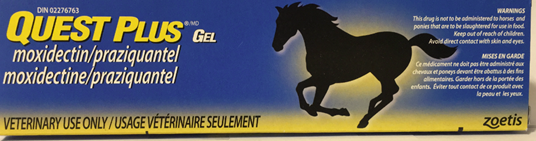 DIN 02276763
QUEST PLUS ®/MD GEL
moxidectin/praziquantel
moxidectine/praziquantel
VETERINARY USE ONLY / USAGE VÉTÉRINAIRE SEULEMENT
WARNINGS
This drug is not to be administered to horses and
ponies that are to be slaughtered for use in food.
Keep out of reach of children.
Avoid direct contact with skin and eyes.
MISES EN GARDE
Ce médicament ne doit pas être administré aux
chevaux et poneys devant être abattus à des fins
alimentaires. Garder hors de la portée des
enfants. Éviter tout contact de ce produit avec
la peau et les yeux.
zoetis